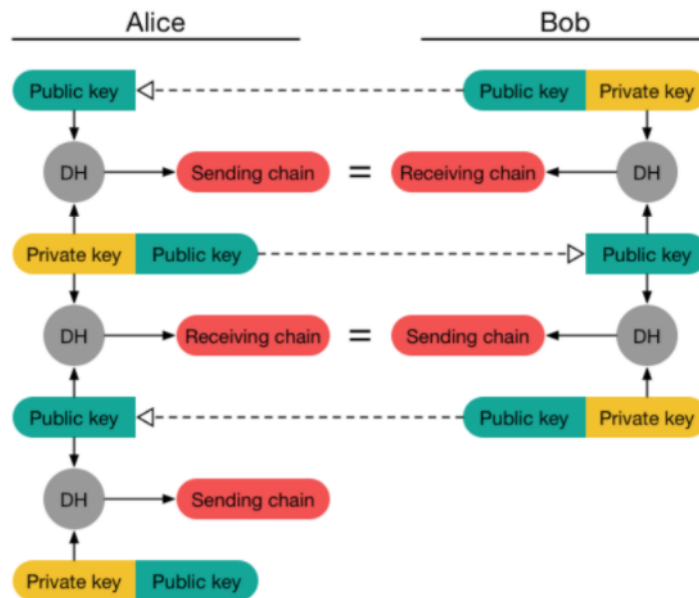 Alice Bob
Public key Public key Private key
DH Sending chain = Receiving chain DH
Private key Public key Public key
DH Receiving chain = Sending chain DH
Public key Public key Private key
DH Sending chain
Private key Public key